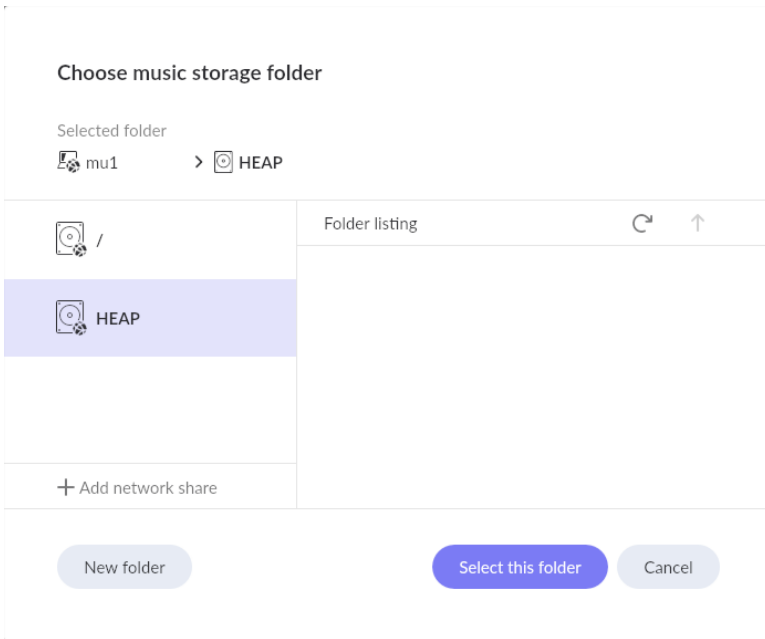 Choose music storage folder
Selected folder
mu1 > HEAP
/
HEAP
Folder listing
+ Add network share
New folder
Select this folder
Cancel